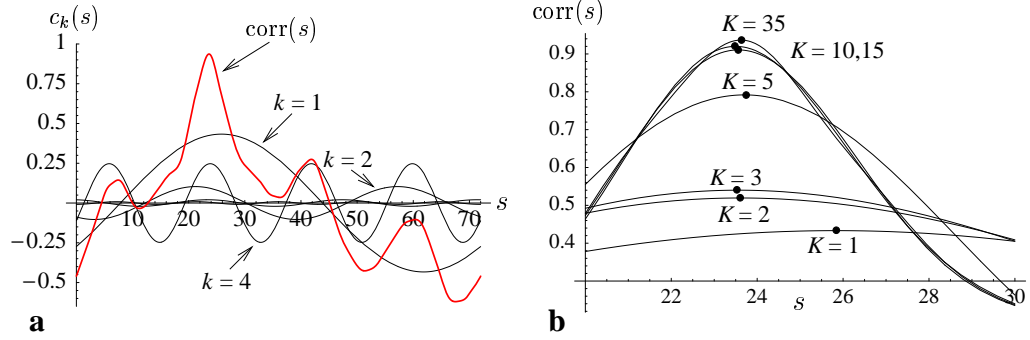 c_k(s)
1
0.75
0.5
0.25
−0.25
−0.5
corr(s)
k = 1
k = 2
k = 4
10 20 30 40 50 60 70 s
a
corr(s)
0.9
0.8
0.7
0.6
0.5
0.4
K = 35
K = 10,15
K = 5
K = 3
K = 2
K = 1
22 24 26 28 30
s
b